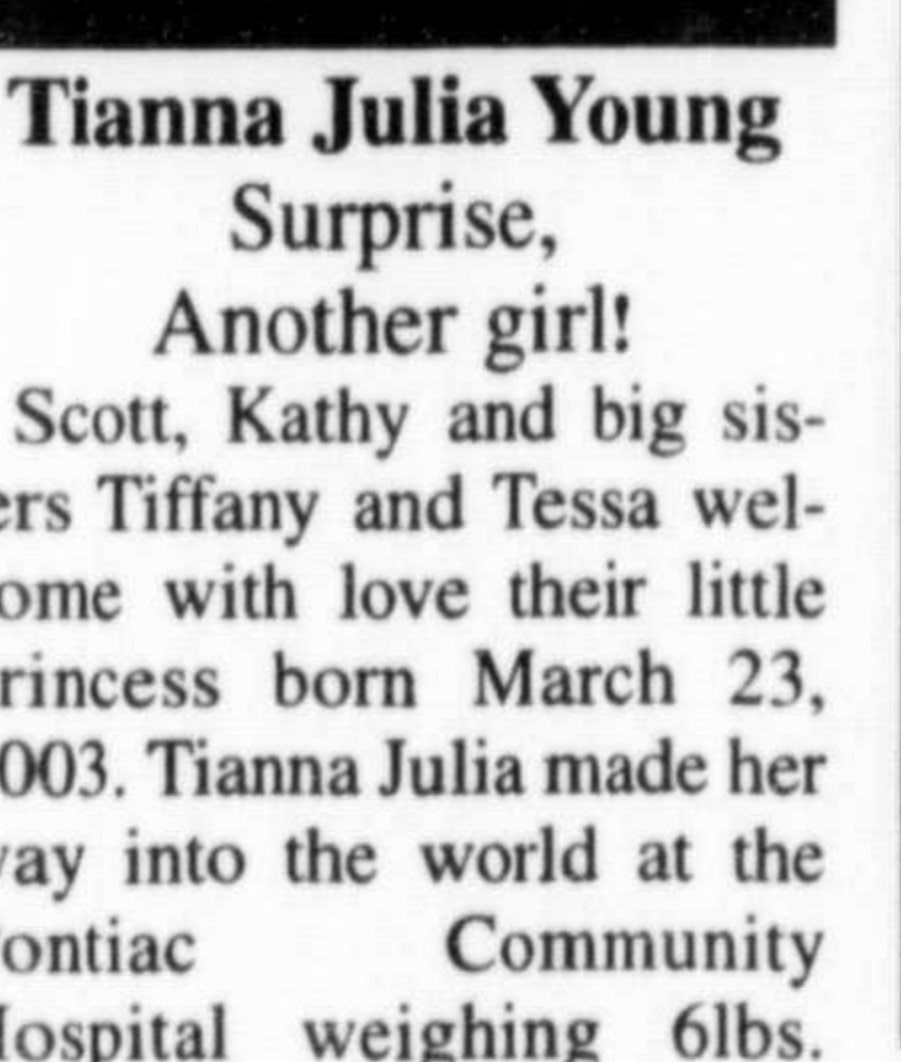 Tianna Julia Young
Surprise,
Another girl!
Scott, Kathy and big sis-
ers Tiffany and Tessa wel-
ome with love their little
rincess born March 23,
003. Tianna Julia made her
way into the world at the
ontiac Community
Hospital weighing 6lbs.